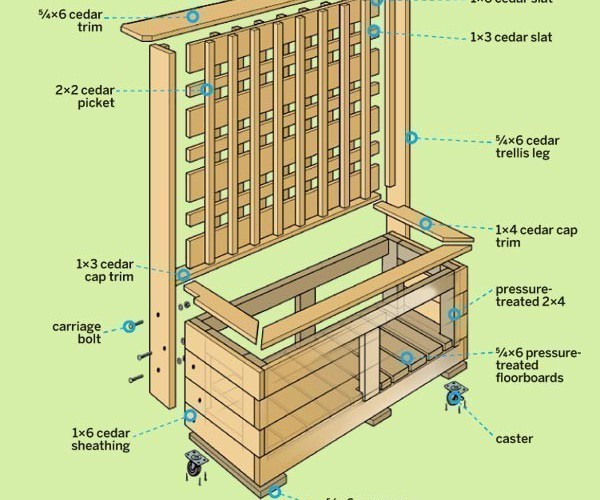 1×6 cedar slat
⁵⁄₄×6 cedar
trim
1×3 cedar slat
2×2 cedar
picket
⁵⁄₄×6 cedar
trellis leg
1×4 cedar cap
trim
1×3 cedar
cap trim
pressure-
treated 2×4
carriage
bolt
⁵⁄₄×6 pressure-
treated
floorboards
1×6 cedar
sheathing
caster